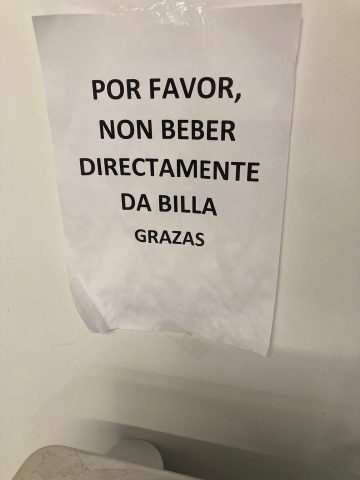 POR FAVOR,
NON BEBER
DIRECTAMENTE
DA BILLA
GRAZAS